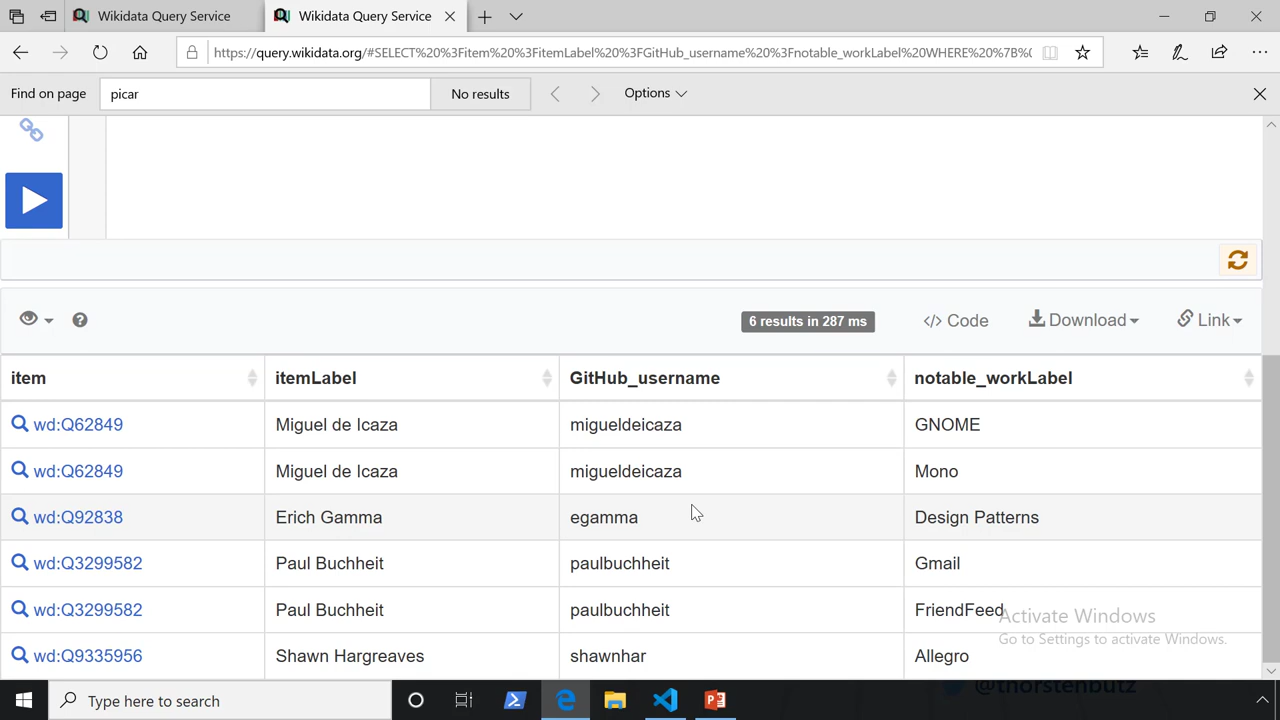 Wikidata Query Service
Wikidata Query Service
https://query.wikidata.org/#SELECT%20%3Fitem%20%3FitemLabel%20%3FGitHub_username%20%3Fnotable_workLabel%20WHERE%20%7B%(
Find on page
picar
No results
Options
6 results in 287 ms
</> Code
Download
Link
item itemLabel GitHub_username notable_workLabel
wd:Q62849 Miguel de Icaza migueldeicaza GNOME
wd:Q62849 Miguel de Icaza migueldeicaza Mono
wd:Q92838 Erich Gamma egamma Design Patterns
wd:Q3299582 Paul Buchheit paulbuchheit Gmail
wd:Q3299582 Paul Buchheit paulbuchheit FriendFeed
Activate Windows
Go to Settings to activate Windows.
wd:Q9335956 Shawn Hargreaves shawnhar Allegro
@thorstenbutz
Type here to search